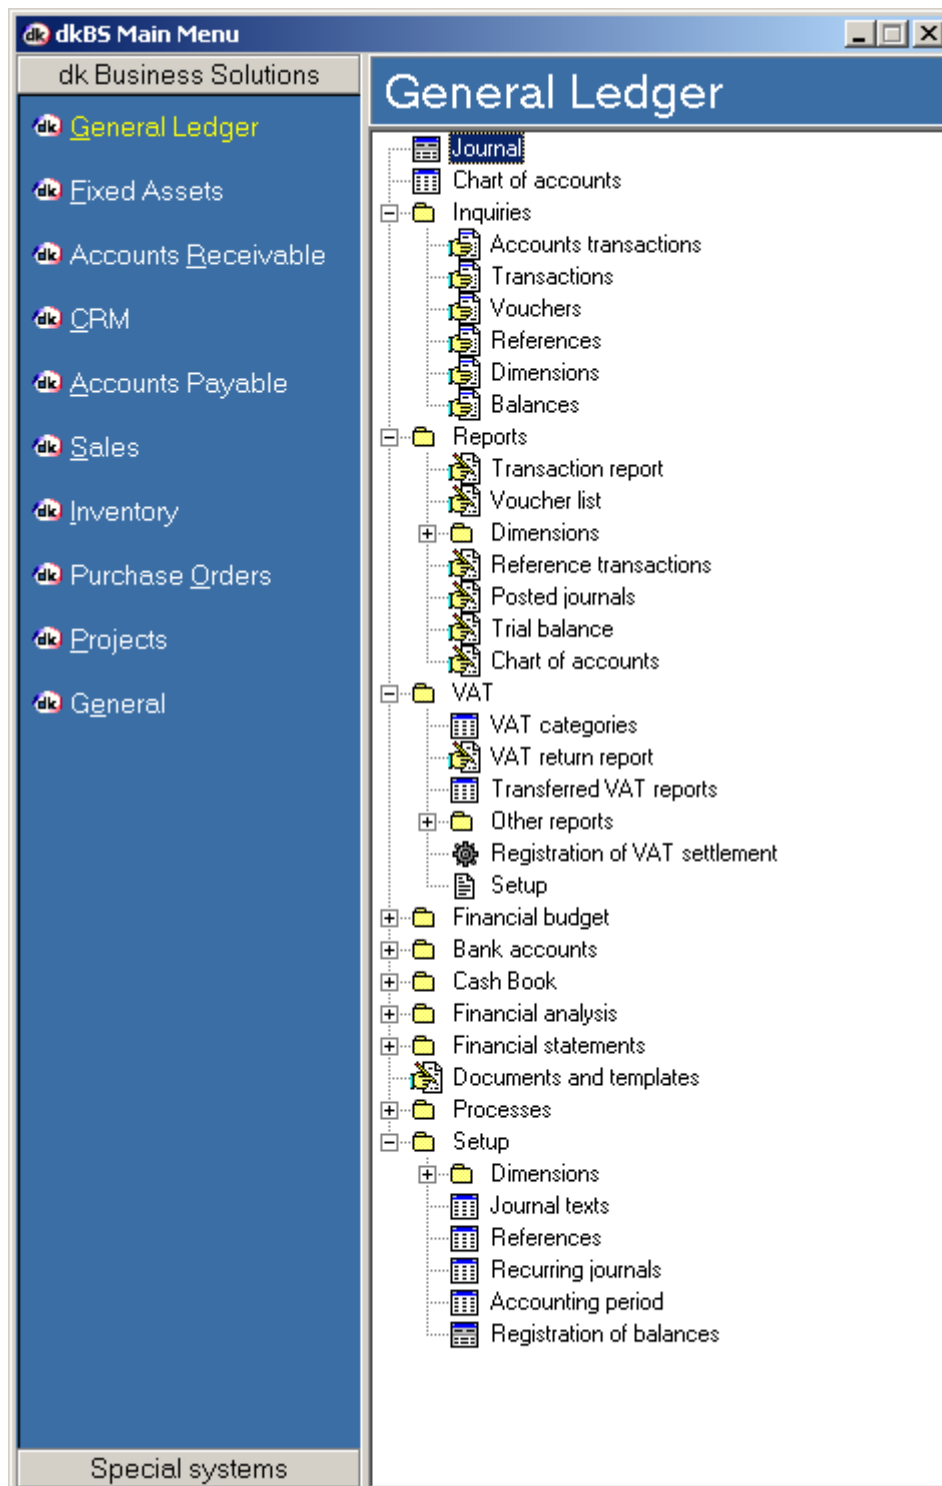 dkBS Main Menu
dk Business Solutions
General Ledger
Fixed Assets
Accounts Receivable
CRM
Accounts Payable
Sales
Inventory
Purchase Orders
Projects
General
Special systems
General Ledger
Journal
Chart of accounts
Inquiries
Accounts transactions
Transactions
Vouchers
References
Dimensions
Balances
Reports
Transaction report
Voucher list
Dimensions
Reference transactions
Posted journals
Trial balance
Chart of accounts
VAT
VAT categories
VAT return report
Transferred VAT reports
Other reports
Registration of VAT settlement
Setup
Financial budget
Bank accounts
Cash Book
Financial analysis
Financial statements
Documents and templates
Processes
Setup
Dimensions
Journal texts
References
Recurring journals
Accounting period
Registration of balances